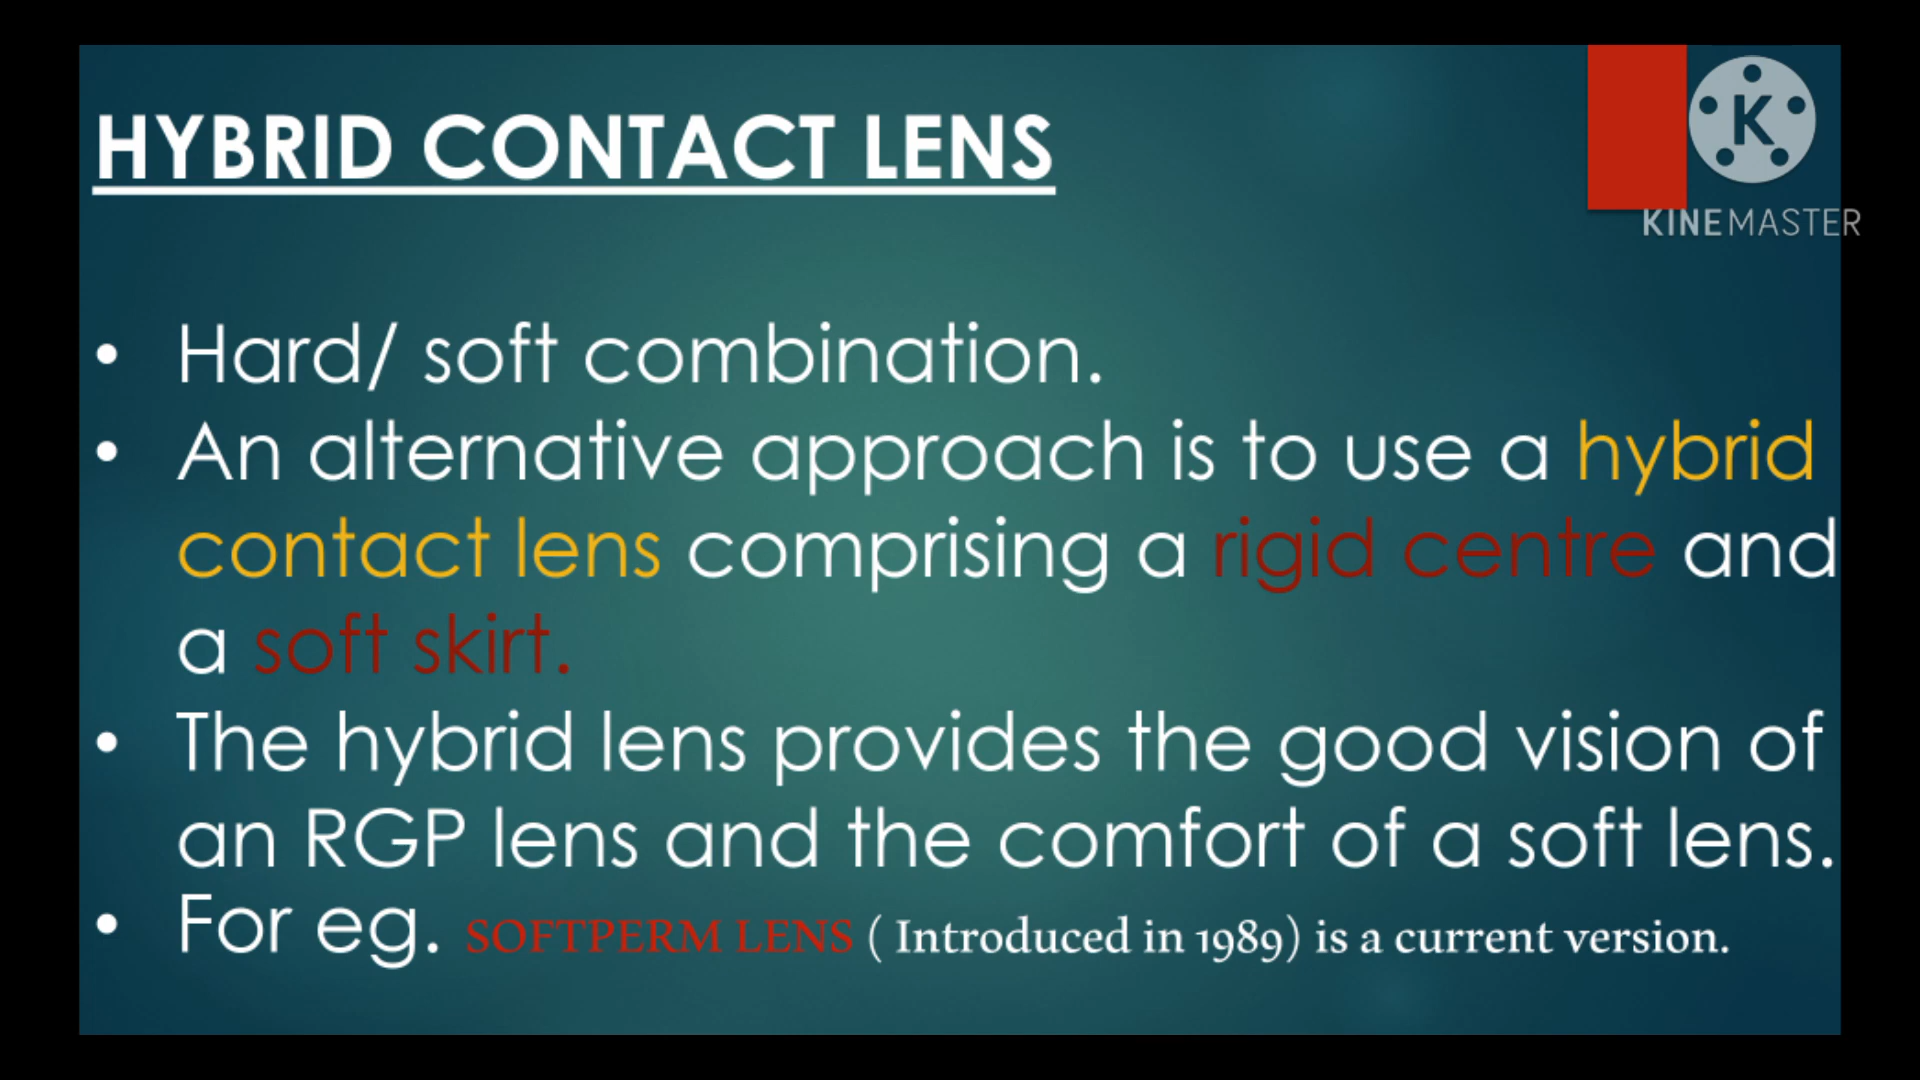 HYBRID CONTACT LENS
K
KINEMASTER
• Hard/ soft combination.
• An alternative approach is to use a hybrid
contact lens comprising a rigid centre and
a soft skirt.
• The hybrid lens provides the good vision of
an RGP lens and the comfort of a soft lens.
• For eg. SOFTPERM LENS ( Introduced in 1989) is a current version.